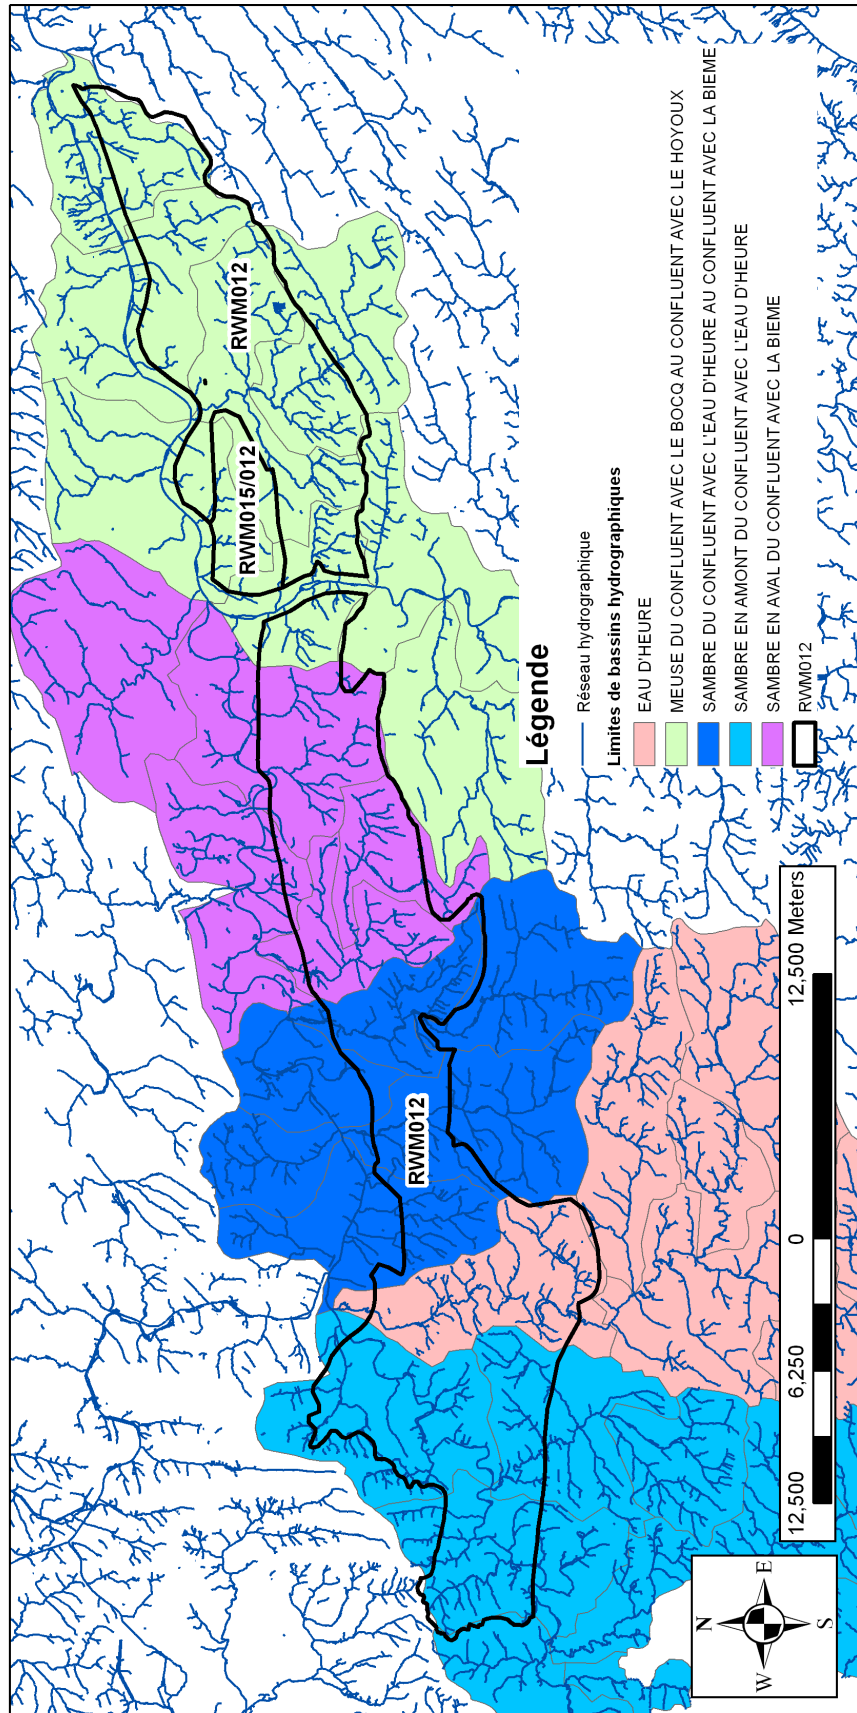 RWM012
RWM015/012
RWM012
Légende
Réseau hydrographique
Limites de bassins hydrographiques
EAU D'HEURE
MEUSE DU CONFLUENT AVEC LE BOCQ AU CONFLUENT AVEC LE HOYOUX
SAMBRE DU CONFLUENT AVEC L'EAU D'HEURE AU CONFLUENT AVEC LA BIEME
SAMBRE EN AMONT DU CONFLUENT AVEC L'EAU D'HEURE
SAMBRE EN AVAL DU CONFLUENT AVEC LA BIEME
RWM012
12,500 6,250 0 12,500 Meters
N
W E
S